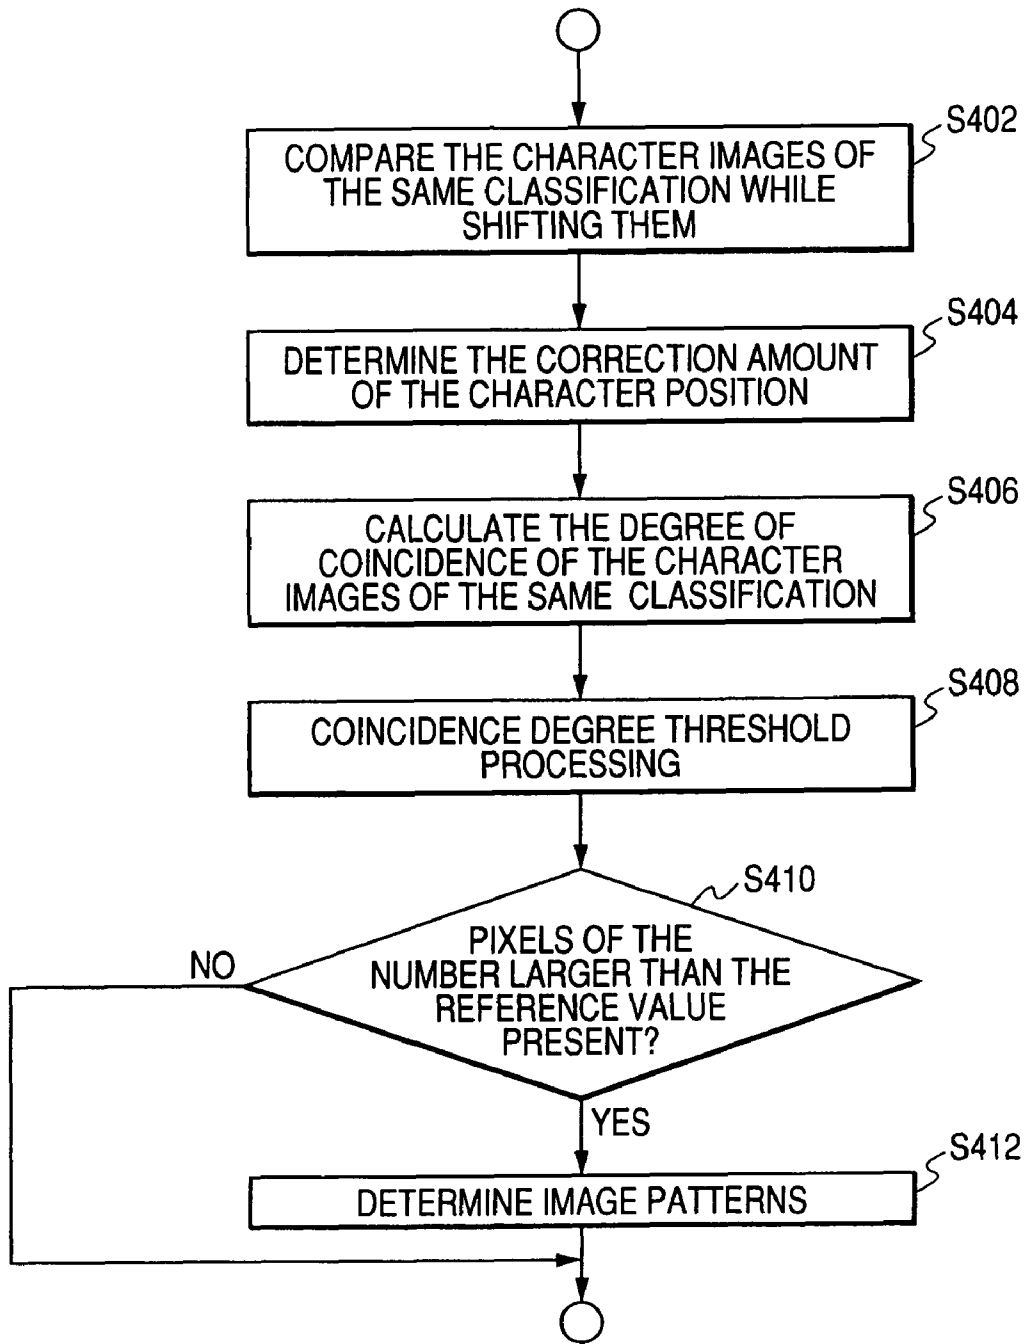 S402
COMPARE THE CHARACTER IMAGES OF
THE SAME CLASSIFICATION WHILE
SHIFTING THEM
S404
DETERMINE THE CORRECTION AMOUNT
OF THE CHARACTER POSITION
S406
CALCULATE THE DEGREE OF
COINCIDENCE OF THE CHARACTER
IMAGES OF THE SAME CLASSIFICATION
S408
COINCIDENCE DEGREE THRESHOLD
PROCESSING
S410
PIXELS OF THE
NUMBER LARGER THAN THE
REFERENCE VALUE
PRESENT?
NO
YES
S412
DETERMINE IMAGE PATTERNS